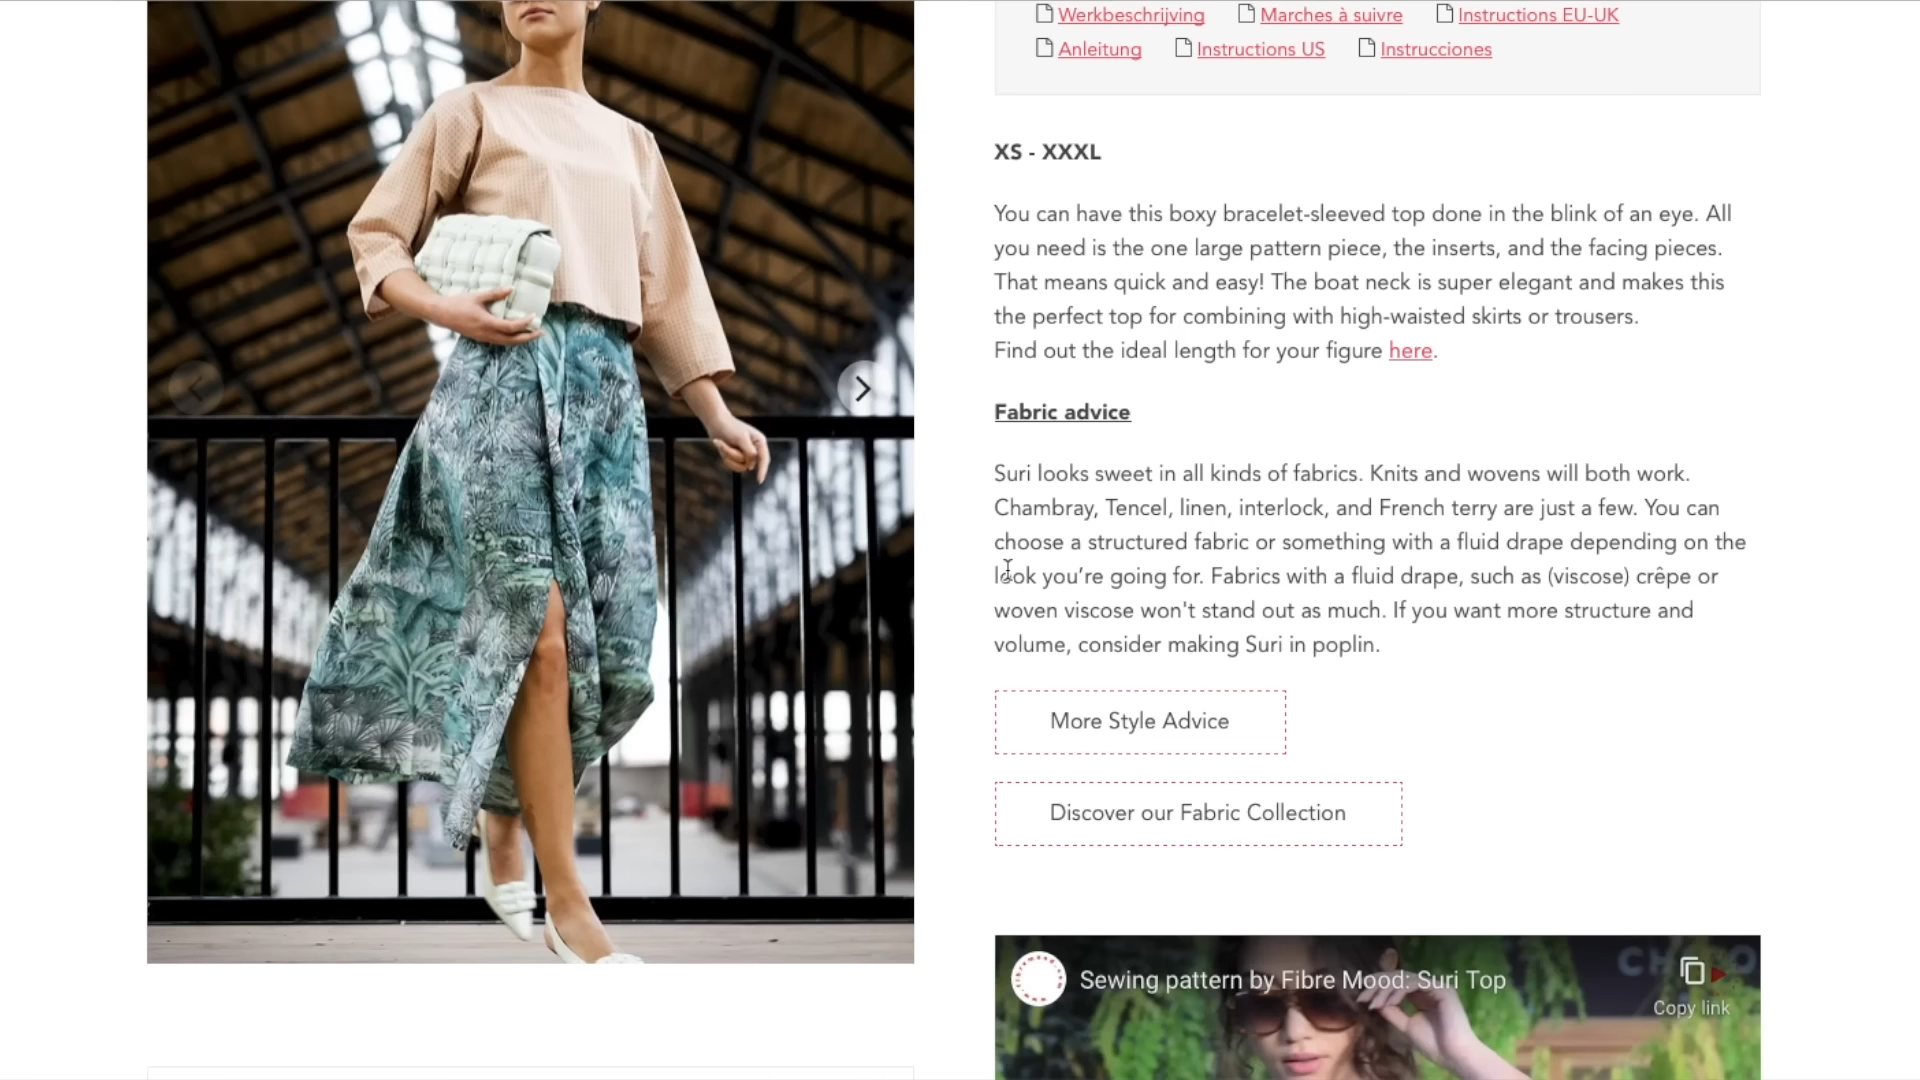 Werkbeschrijving Marches à suivre Instructions EU-UK
Anleitung Instructions US Instrucciones
XS - XXXL
You can have this boxy bracelet-sleeved top done in the blink of an eye. All
you need is the one large pattern piece, the inserts, and the facing pieces.
That means quick and easy! The boat neck is super elegant and makes this
the perfect top for combining with high-waisted skirts or trousers.
Find out the ideal length for your figure here.
Fabric advice
Suri looks sweet in all kinds of fabrics. Knits and wovens will both work.
Chambray, Tencel, linen, interlock, and French terry are just a few. You can
choose a structured fabric or something with a fluid drape depending on the
look you’re going for. Fabrics with a fluid drape, such as (viscose) crêpe or
woven viscose won't stand out as much. If you want more structure and
volume, consider making Suri in poplin.
More Style Advice
Discover our Fabric Collection
Sewing pattern by Fibre Mood: Suri Top
Copy link